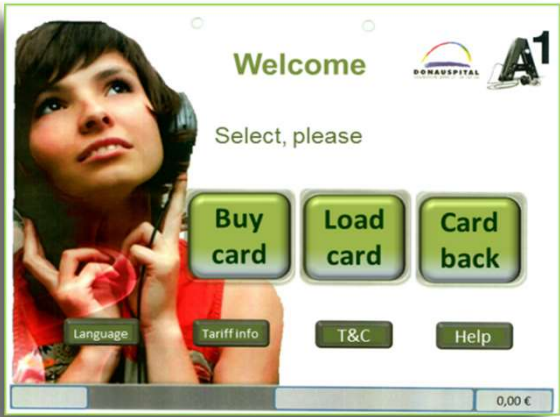 Welcome
DONAUSPITAL
A1
Select, please
Buy card
Load card
Card back
Language
Tariff info
T&C
Help
0,00 €